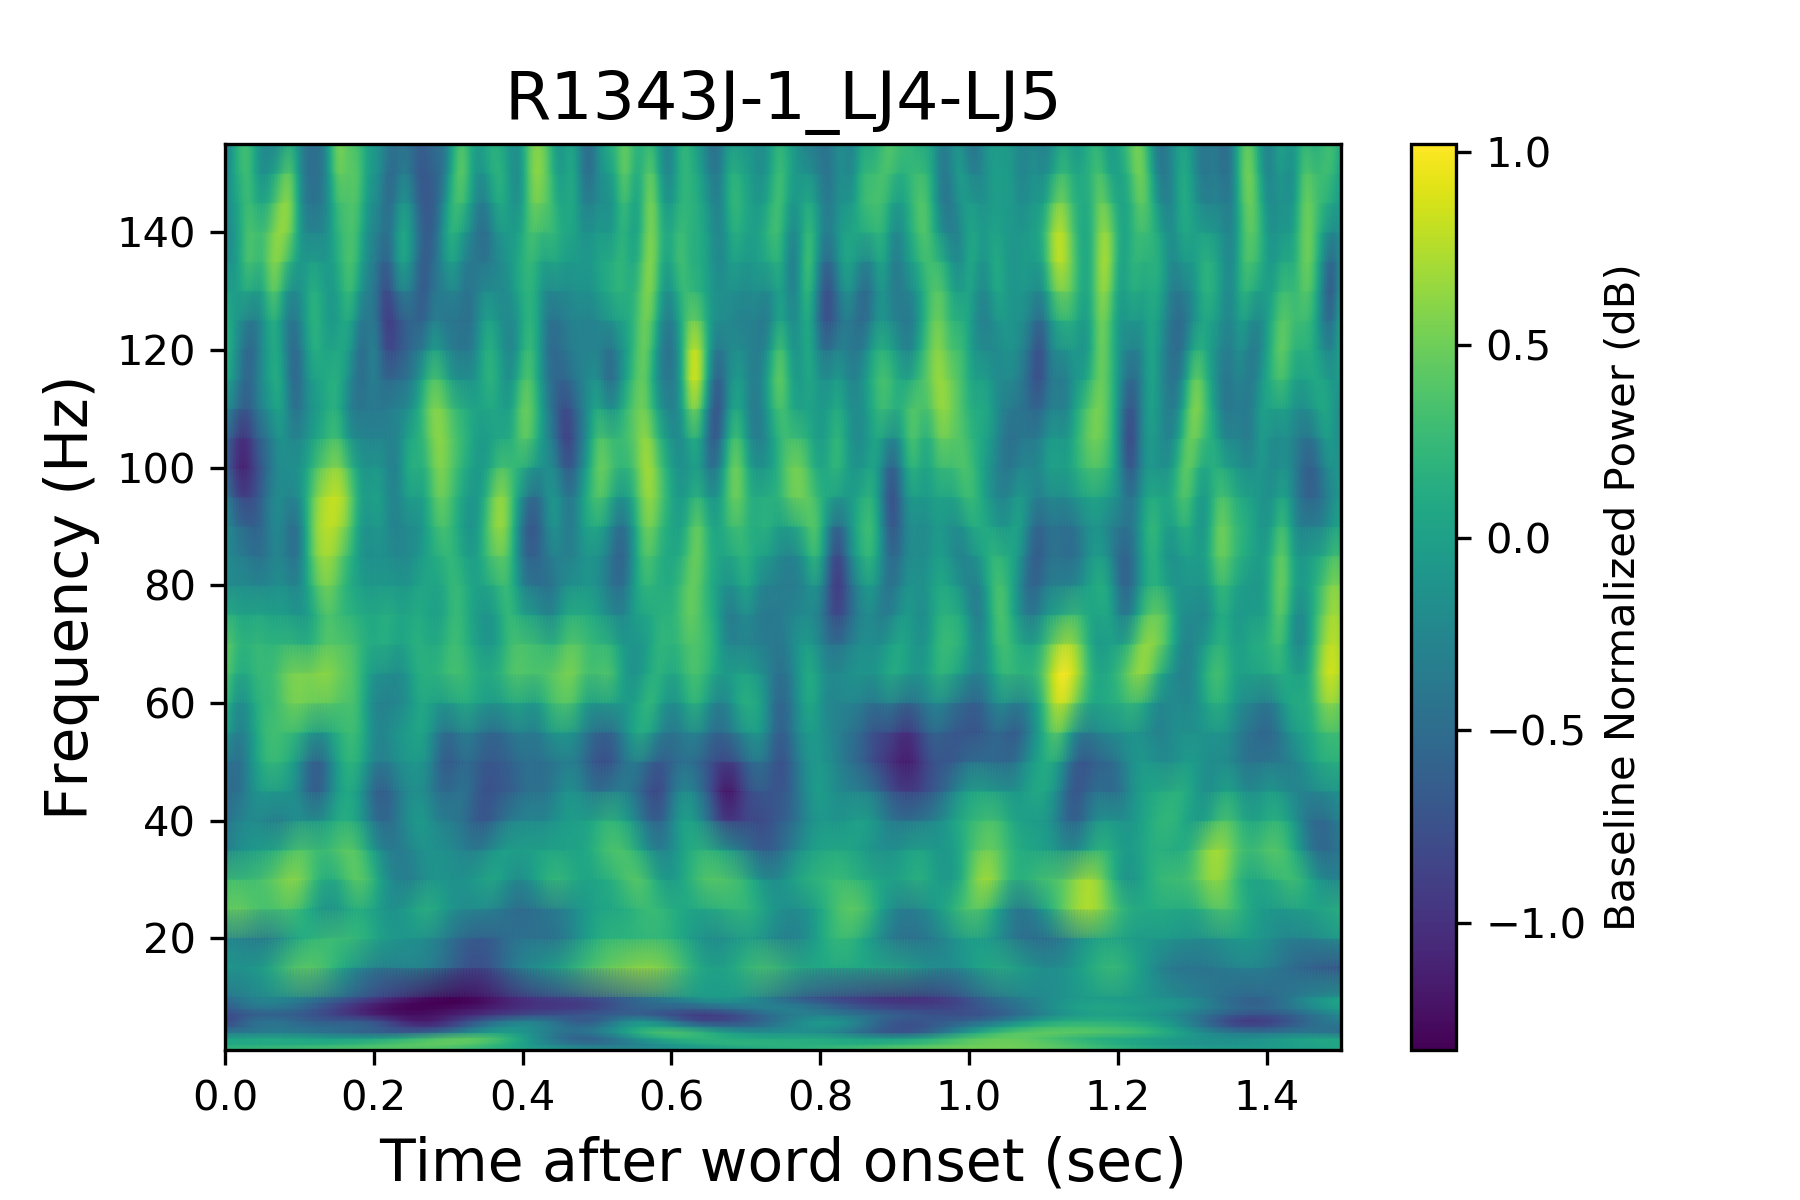 R1343J-1_LJ4-LJ5
Frequency (Hz)
140
120
100
80
60
40
20
0.0 0.2 0.4 0.6 0.8 1.0 1.2 1.4
Time after word onset (sec)
1.0
0.5
0.0
−0.5
−1.0
Baseline Normalized Power (dB)